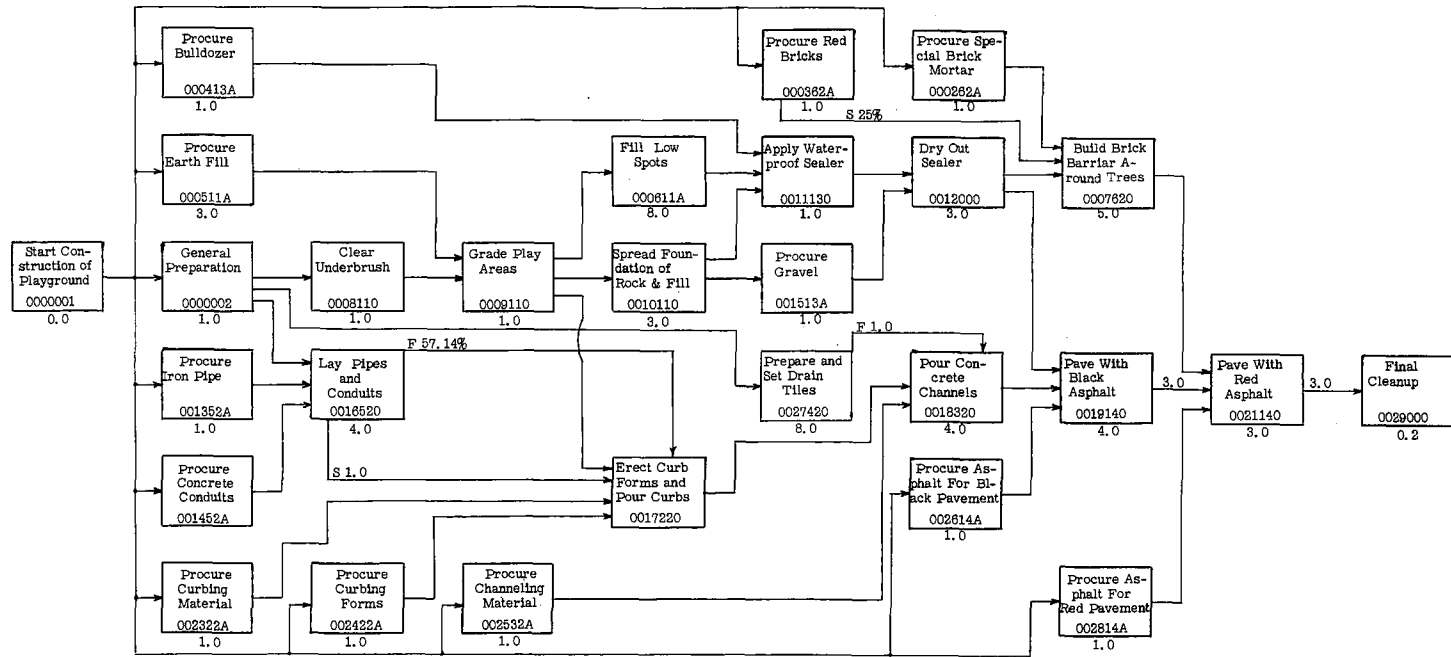 Procure
Bulldozer
000413A
1.0
Procure Red
Bricks
000362A
1.0
S 25%
Procure Spe-
cial Brick
Mortar
000262A
1.0
Procure
Earth Fill
000511A
3.0
Fill Low
Spots
000611A
8.0
Apply Water-
proof Sealer
0011130
1.0
Dry Out
Sealer
0012000
3.0
Build Brick
Barriar A-
round Trees
0007620
5.0
Start Con-
struction of
Playground
0000001
0.0
General
Preparation
0000002
1.0
Clear
Underbrush
0008110
1.0
Grade Play
Areas
0009110
1.0
Spread Foun-
dation of
Rock & Fill
0010110
3.0
Procure
Gravel
001513A
1.0
Procure
Iron Pipe
001352A
1.0
F 57.14%
Lay Pipes
and
Conduits
0016520
4.0
S 1.0
F 1.0
Prepare and
Set Drain
Tiles
0027420
8.0
Pour Con-
crete
Channels
0018320
4.0
Pave With
Black
Asphalt
0019140
4.0
3.0
Pave With
Red
Asphalt
0021140
3.0
3.0
Final
Cleanup
0029000
0.2
Procure
Concrete
Conduits
001452A
1.0
Erect Curb
Forms and
Pour Curbs
0017220
Procure As-
phalt For Bl-
ack Pavement
002614A
1.0
Procure
Curbing
Material
002322A
1.0
Procure
Curbing
Forms
002422A
1.0
Procure
Channeling
Material
002532A
1.0
Procure As-
phalt For
Red Pavement
002814A
1.0